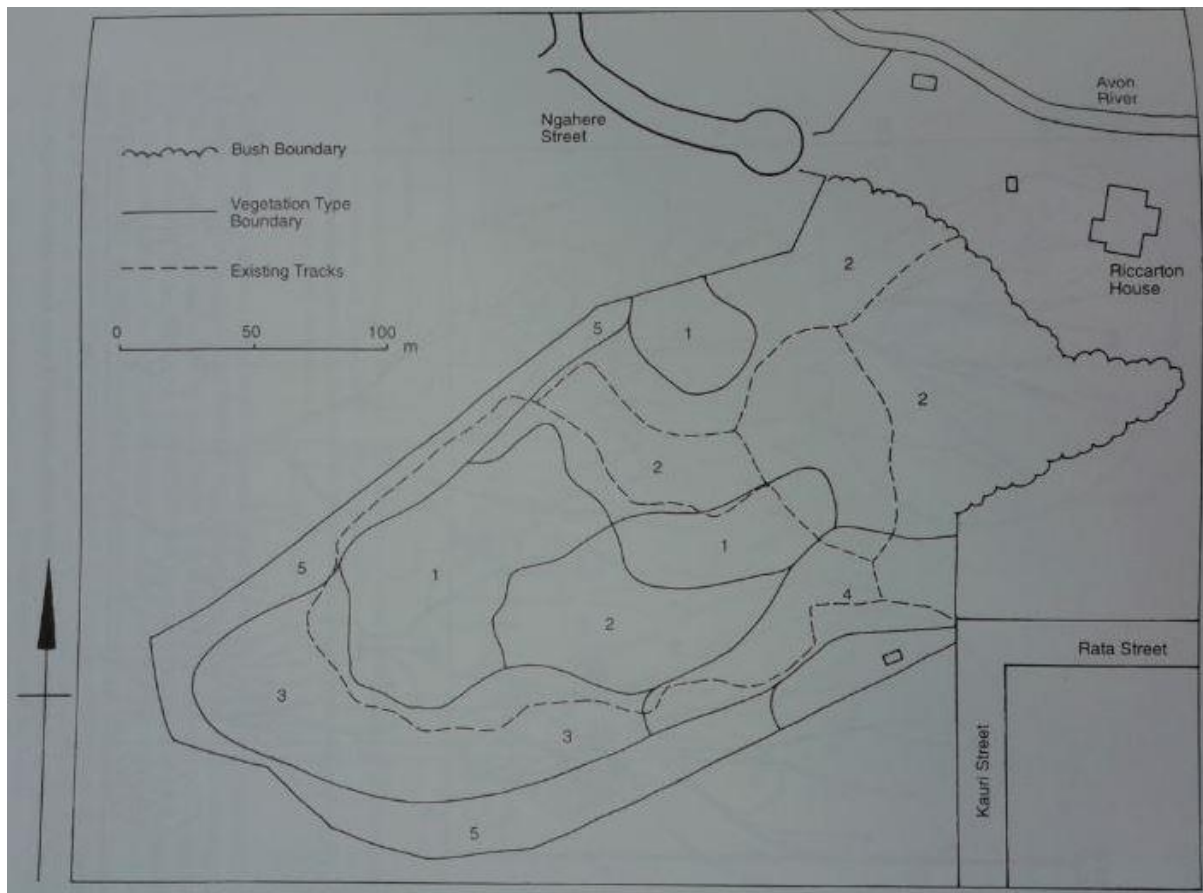 Avon
River
Ngahere
Street
Bush Boundary
Vegetation Type
Boundary
Existing Tracks
0 50 100 m
2
Riccarton
House
5
1
2
2
1
5
1
4
2
Rata Street
3
3
Kauri Street
5